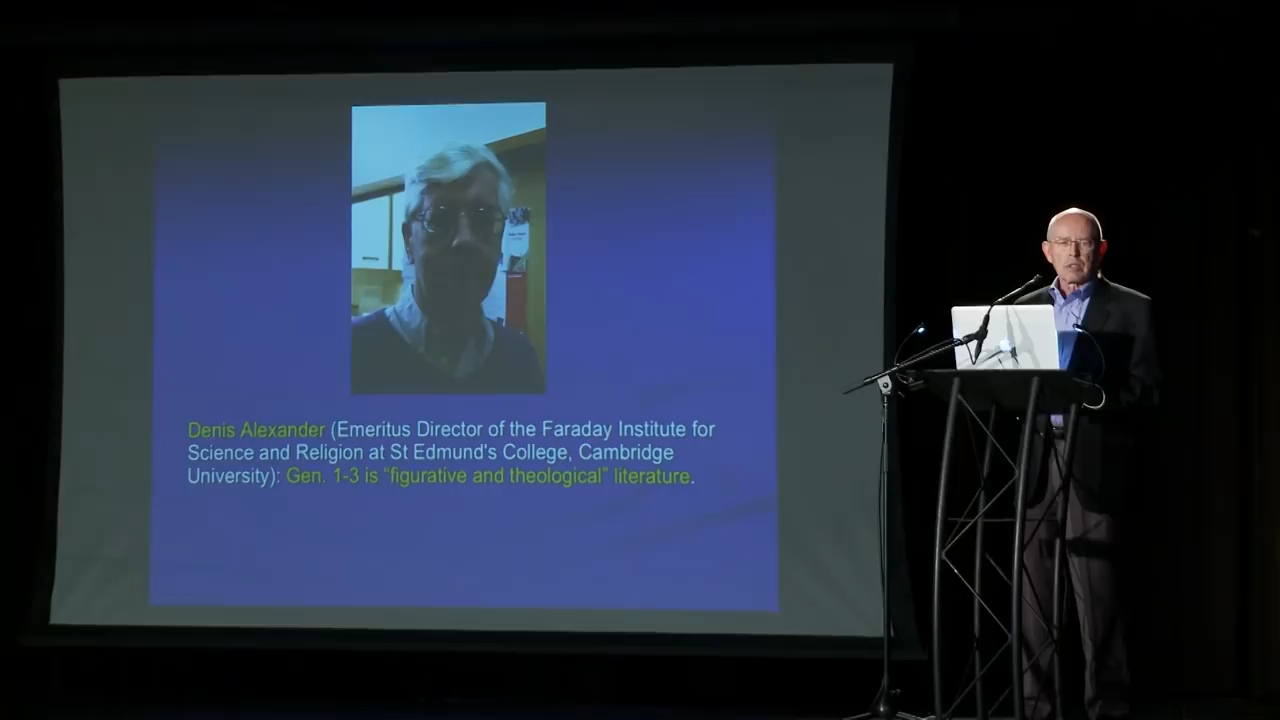 Denis Alexander (Emeritus Director of the Faraday Institute for
Science and Religion at St Edmund's College, Cambridge
University): Gen. 1-3 is “figurative and theological” literature.